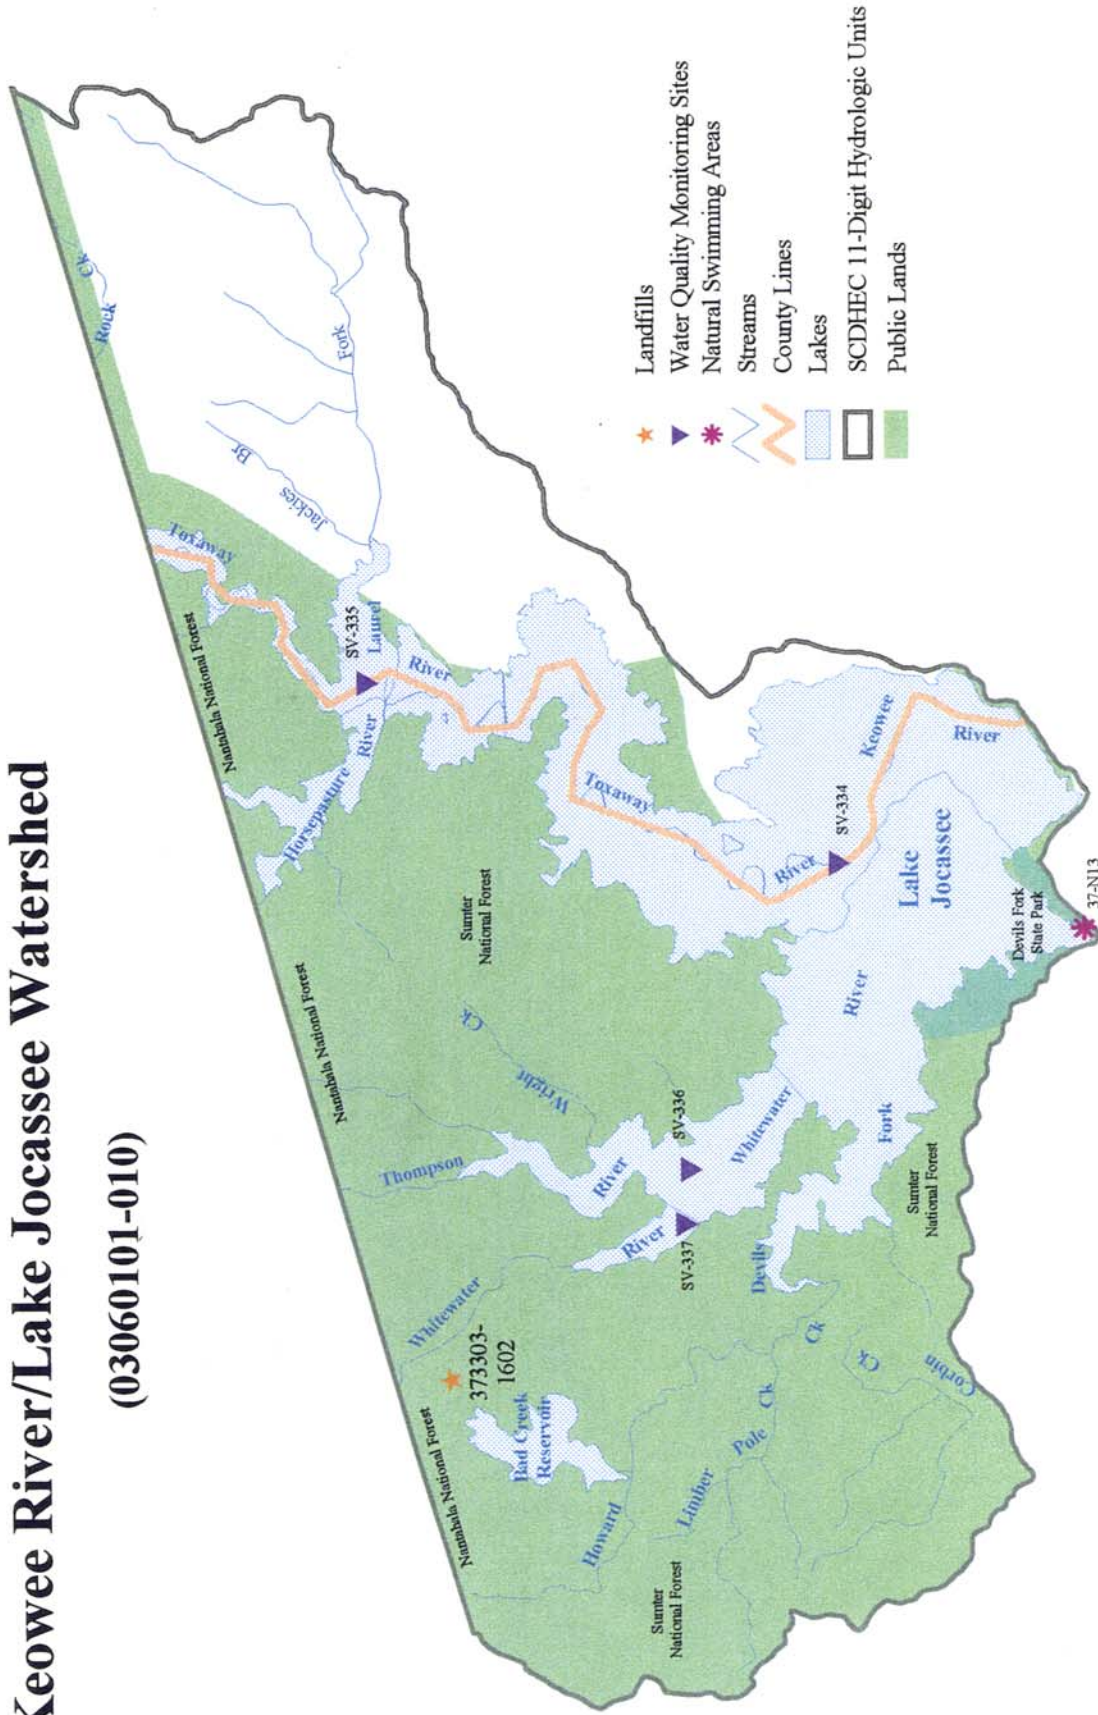 Keowee River/Lake Jocassee Watershed
(03060101-010)
Nantahala National Forest
Nantahala National Forest
Nantahala National Forest
Rock Ck
Fork
Jackies Br
Toxaway
SV-335
Laurel
River
Horsepasture River
Sumter
National Forest
Toxaway
River
SV-334
Keowee
River
Lake
Jocassee
Devils Fork
State Park
37-N13
River
Wright Ck
Thompson
River
SV-336
Whitewater
River
SV-337
Whitewater
373303-
1602
Bad Creek
Reservoir
Devils
Fork
Sumter
National Forest
Howard
Ck
Limber Pole Ck
Ck
Corbin
Sumter
National Forest
Landfills
Water Quality Monitoring Sites
Natural Swimming Areas
Streams
County Lines
Lakes
SCDHEC 11-Digit Hydrologic Units
Public Lands